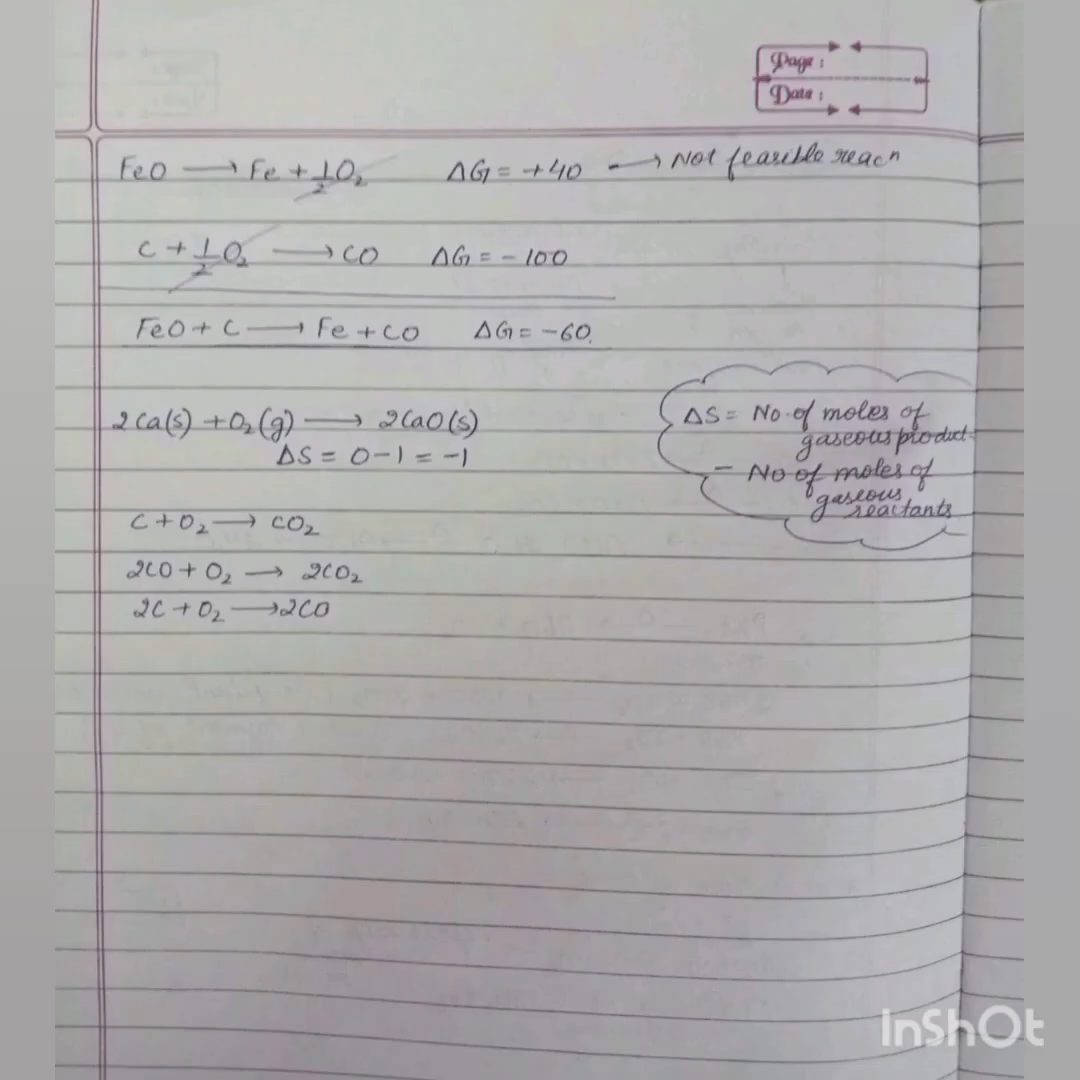 Page :
Date :
FeO ⟶ Fe + 1/2 O₂ ΔG = +40 ⟶ Not feasible reacn
C + 1/2 O₂ ⟶ CO ΔG = -100
FeO + C ⟶ Fe + CO ΔG = -60.
2Ca(s) + O₂(g) ⟶ 2CaO(s)
ΔS = 0-1 = -1
ΔS = No. of moles of
gaseous product
- No of moles of
gaseous
reactants
C + O₂ ⟶ CO₂
2CO + O₂ ⟶ 2CO₂
2C + O₂ ⟶ 2CO
InShOt